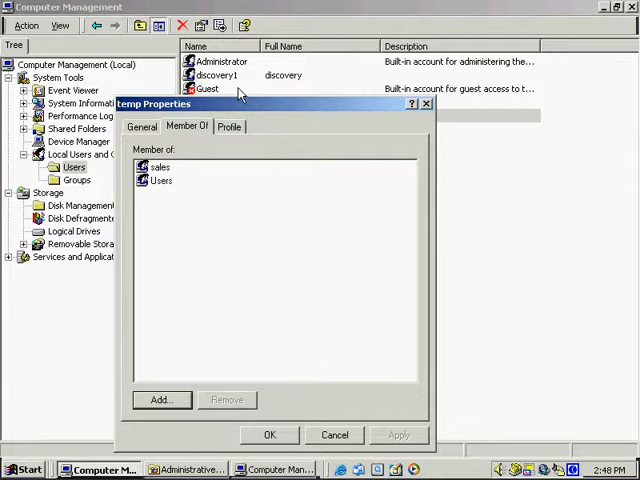 Computer Management
Action View
Tree
Name Full Name Description
Computer Management (Local)
System Tools
Event Viewer
System Informati
Performance Log
Shared Folders
Device Manager
Local Users and G
Users
Groups
Storage
Disk Management
Disk Defragmente
Logical Drives
Removable Stora
Services and Applicat
Administrator Built-in account for administering the...
discovery1 discovery
Guest Built-in account for guest access to t...
temp Properties
General Member Of Profile
Member of:
sales
Users
Add... Remove
OK Cancel Apply
Start Computer M... Administrative... Computer Man... 2:48 PM